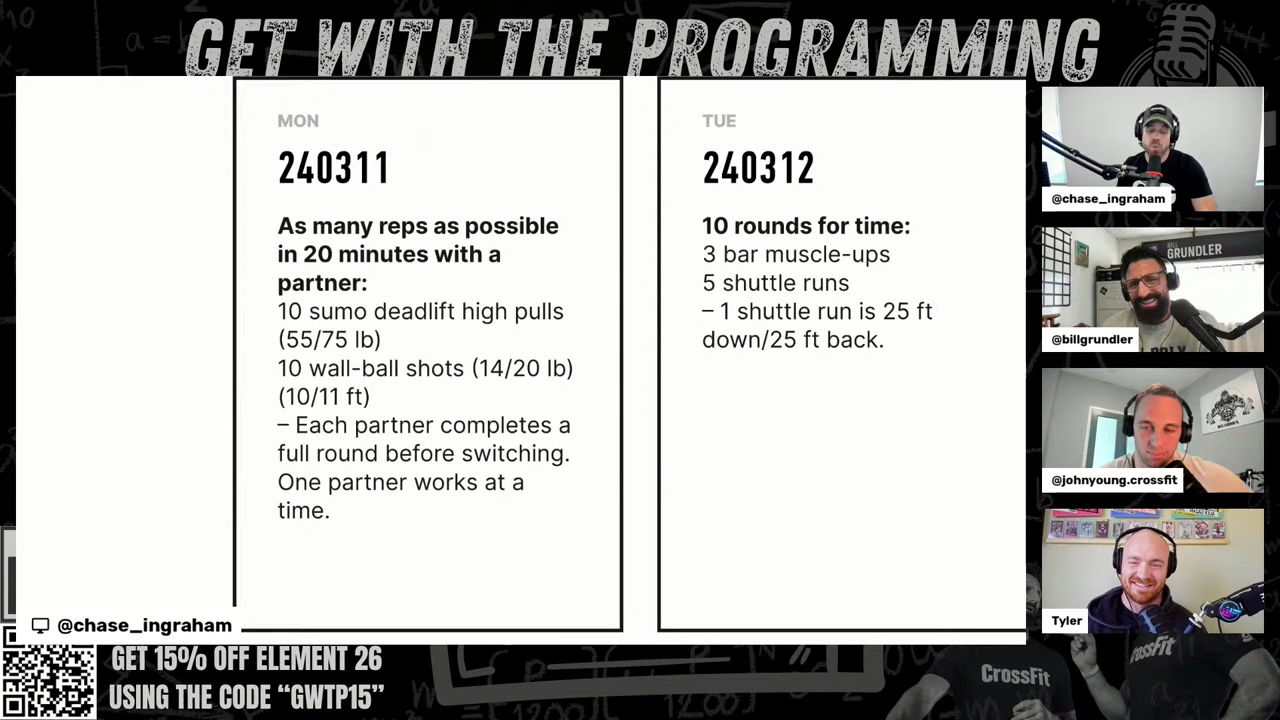 GET WITH THE PROGRAMMING
MON
240311
As many reps as possible
in 20 minutes with a
partner:
10 sumo deadlift high pulls
(55/75 lb)
10 wall-ball shots (14/20 lb)
(10/11 ft)
– Each partner completes a
full round before switching.
One partner works at a
time.
TUE
240312
10 rounds for time:
3 bar muscle-ups
5 shuttle runs
– 1 shuttle run is 25 ft
down/25 ft back.
@chase_ingraham
BILL
GRUNDLER
@billgrundler
@johnyoung.crossfit
Tyler
@chase_ingraham
GET 15% OFF ELEMENT 26
USING THE CODE “GWTP15”
CrossFit
CrossFit